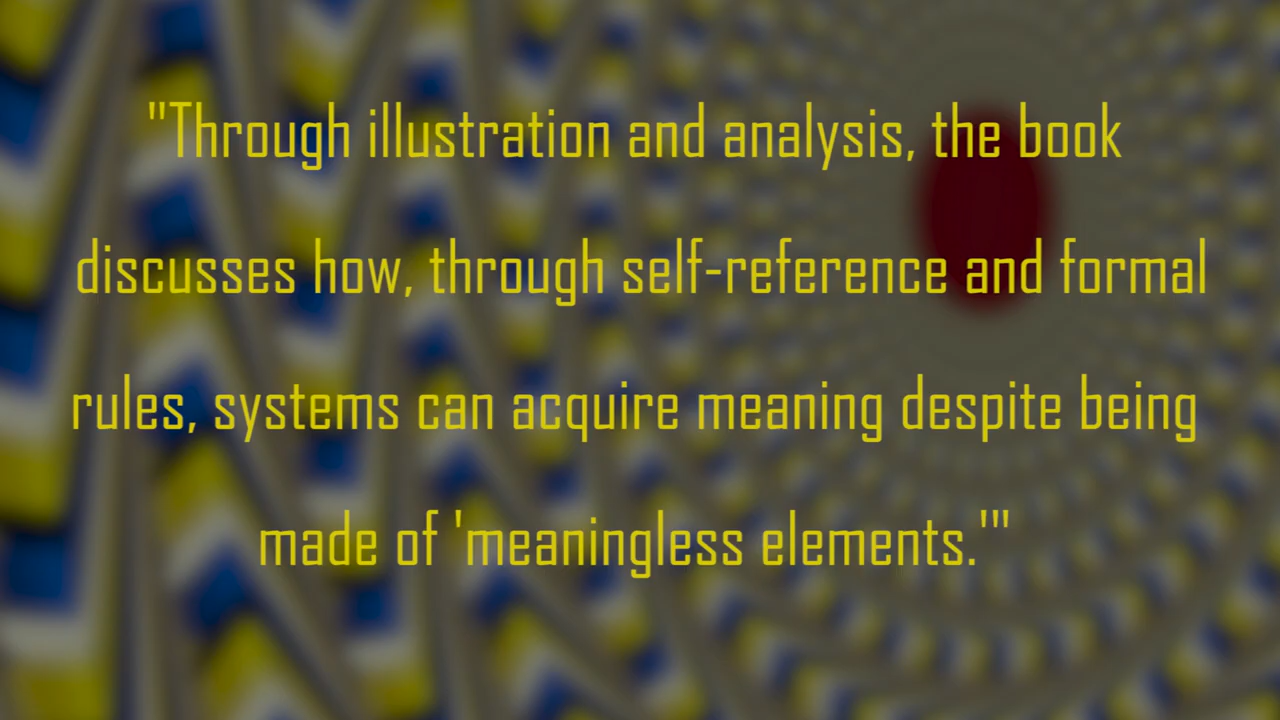 "Through illustration and analysis, the book
discusses how, through self-reference and formal
rules, systems can acquire meaning despite being
made of 'meaningless elements.'"